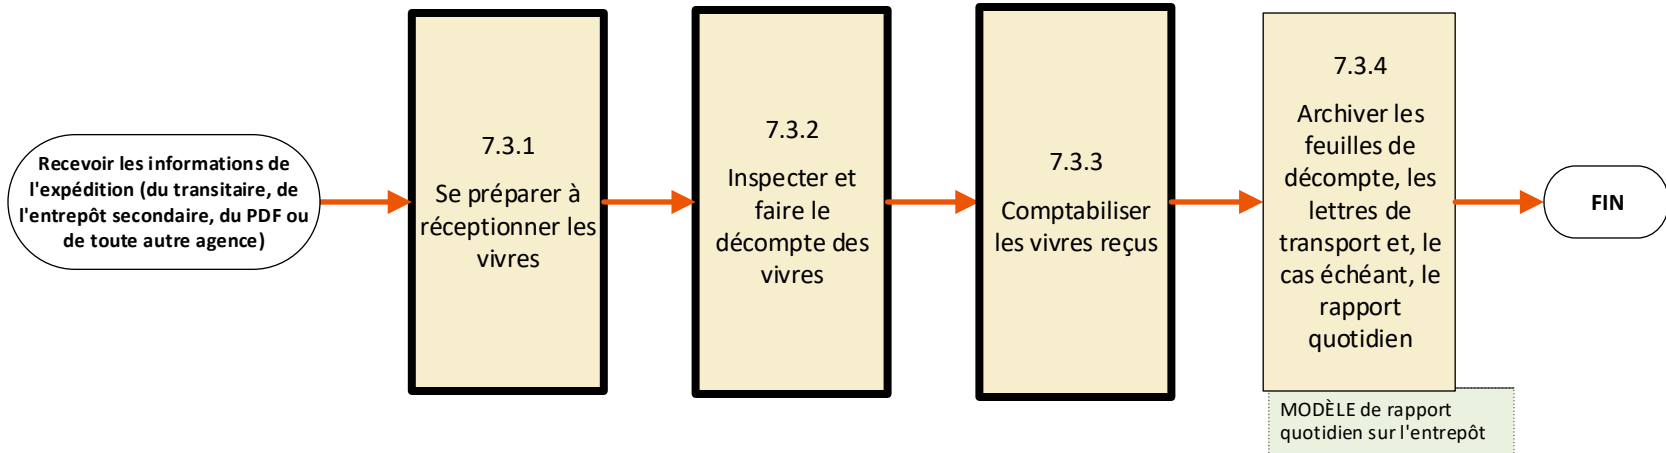 Recevoir les informations de
l'expédition (du transitaire, de
l'entrepôt secondaire, du PDF ou
de toute autre agence)
7.3.1
Se préparer à
réceptionner les
vivres
7.3.2
Inspecter et
faire le
décompte des
vivres
7.3.3
Comptabiliser
les vivres reçus
7.3.4
Archiver les
feuilles de
décompte, les
lettres de
transport et, le
cas échéant, le
rapport
quotidien
MODÈLE de rapport
quotidien sur l'entrepôt
FIN